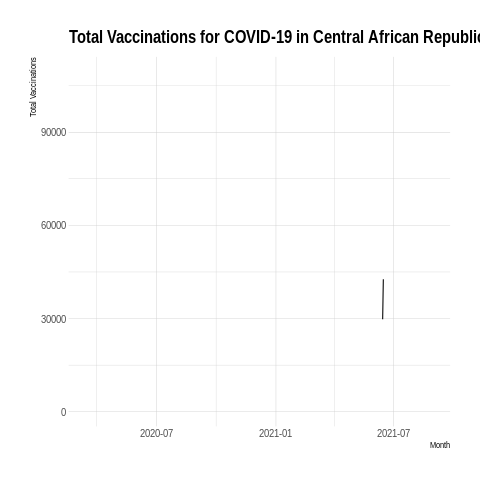 Total Vaccinations for COVID-19 in Central African Republic
Total Vaccinations
90000
60000
30000
0
2020-07
2021-01
2021-07
Month